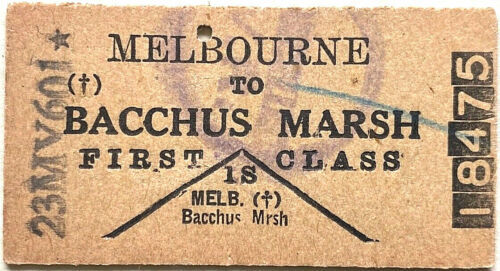 MELBOURNE
(†)
TO
BACCHUS MARSH
FIRST CLASS
1S
MELB. (†)
Bacchus Mrsh
23MY601★
18475